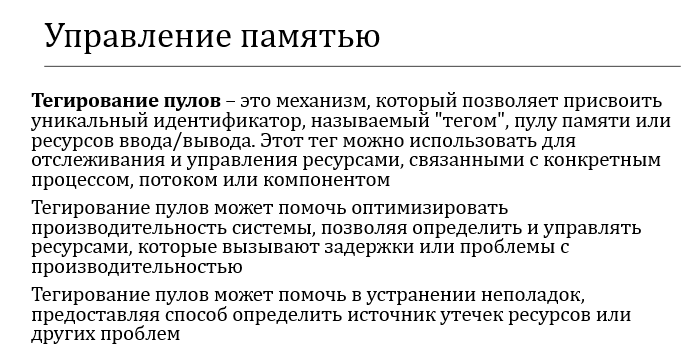 Управление памятью
Тегирование пулов – это механизм, который позволяет присвоить
уникальный идентификатор, называемый "тегом", пулу памяти или
ресурсов ввода/вывода. Этот тег можно использовать для
отслеживания и управления ресурсами, связанными с конкретным
процессом, потоком или компонентом
Тегирование пулов может помочь оптимизировать
производительность системы, позволяя определить и управлять
ресурсами, которые вызывают задержки или проблемы с
производительностью
Тегирование пулов может помочь в устранении неполадок,
предоставляя способ определить источник утечек ресурсов или
других проблем